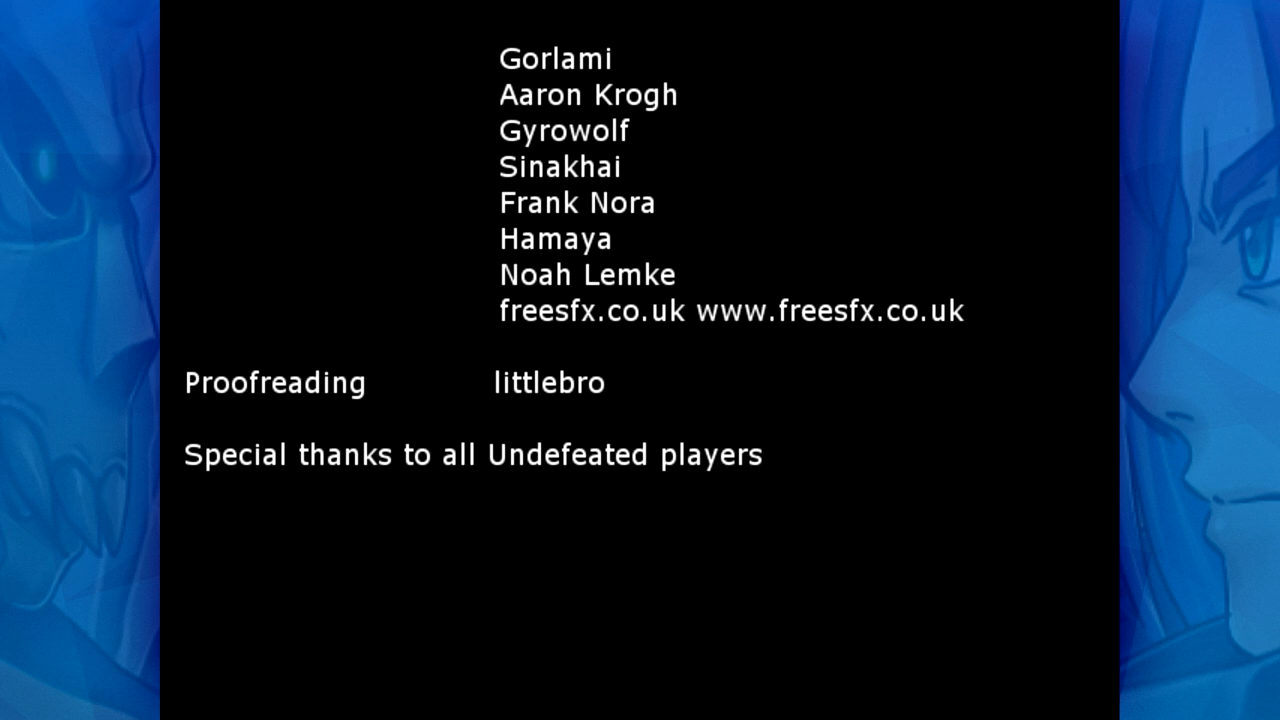 Gorlami
Aaron Krogh
Gyrowolf
Sinakhai
Frank Nora
Hamaya
Noah Lemke
freesfx.co.uk www.freesfx.co.uk
Proofreading littlebro
Special thanks to all Undefeated players